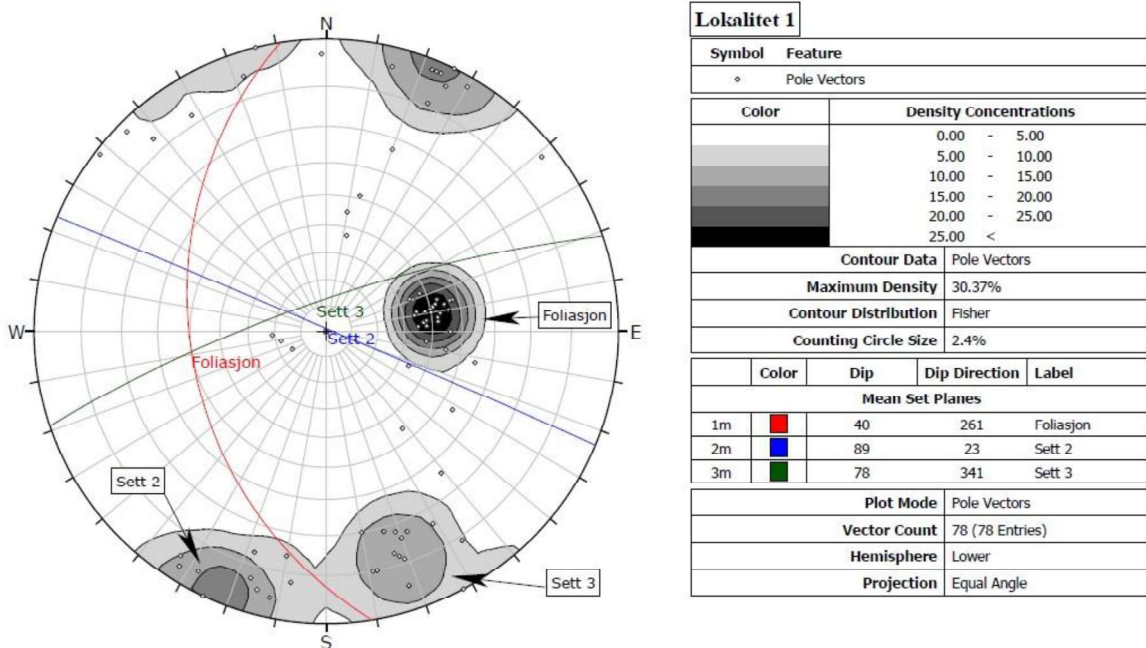 N
W
E
S
Sett 3
Sett 2
Foliasjon
Foliasjon
Sett 2
Sett 3
Lokalitet 1
Symbol Feature
Pole Vectors
Color Density Concentrations
0.00 - 5.00
5.00 - 10.00
10.00 - 15.00
15.00 - 20.00
20.00 - 25.00
25.00 <
Contour Data Pole Vectors
Maximum Density 30.37%
Contour Distribution Fisher
Counting Circle Size 2.4%
Color Dip Dip Direction Label
Mean Set Planes
1m 40 261 Foliasjon
2m 89 23 Sett 2
3m 78 341 Sett 3
Plot Mode Pole Vectors
Vector Count 78 (78 Entries)
Hemisphere Lower
Projection Equal Angle